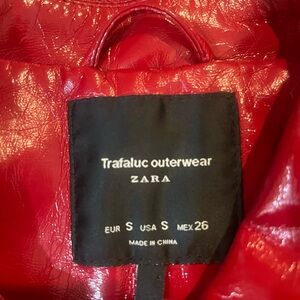 Trafaluc outerwear
ZARA
EUR S USA S MEX 26
MADE IN CHINA